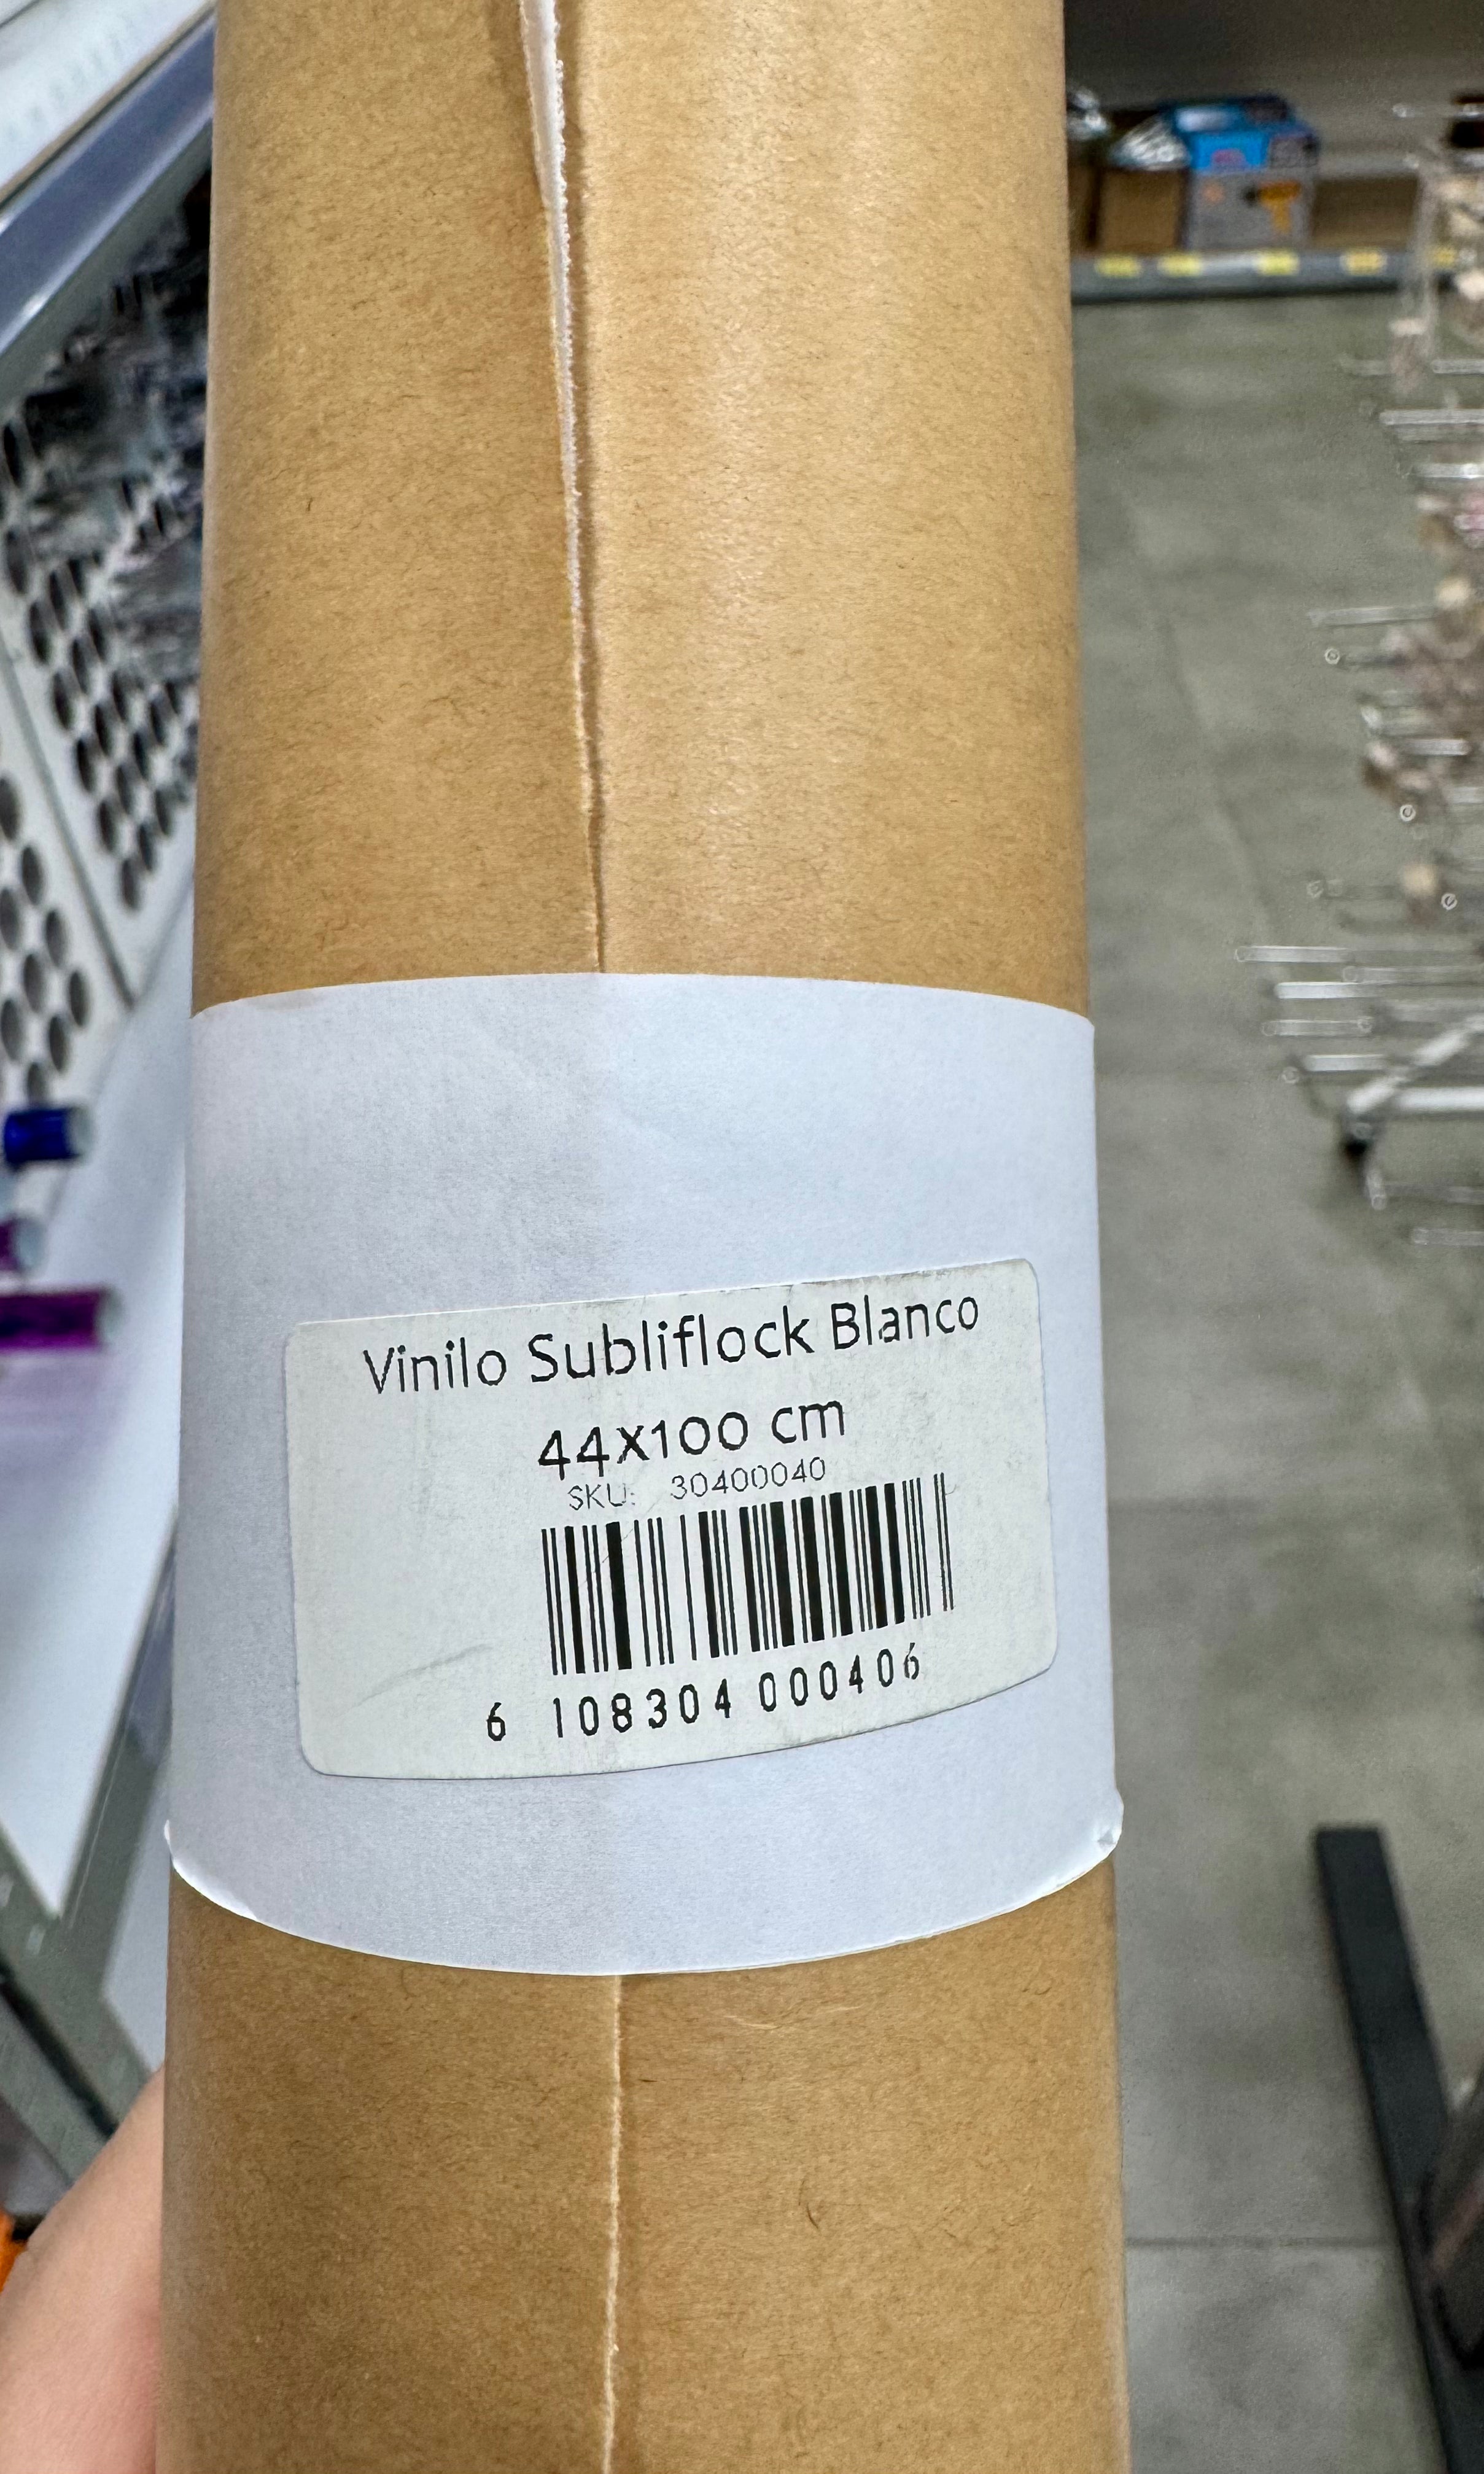 Vinilo Subliflock Blanco
44x100 cm
SKU: 30400040
6 108304 000406